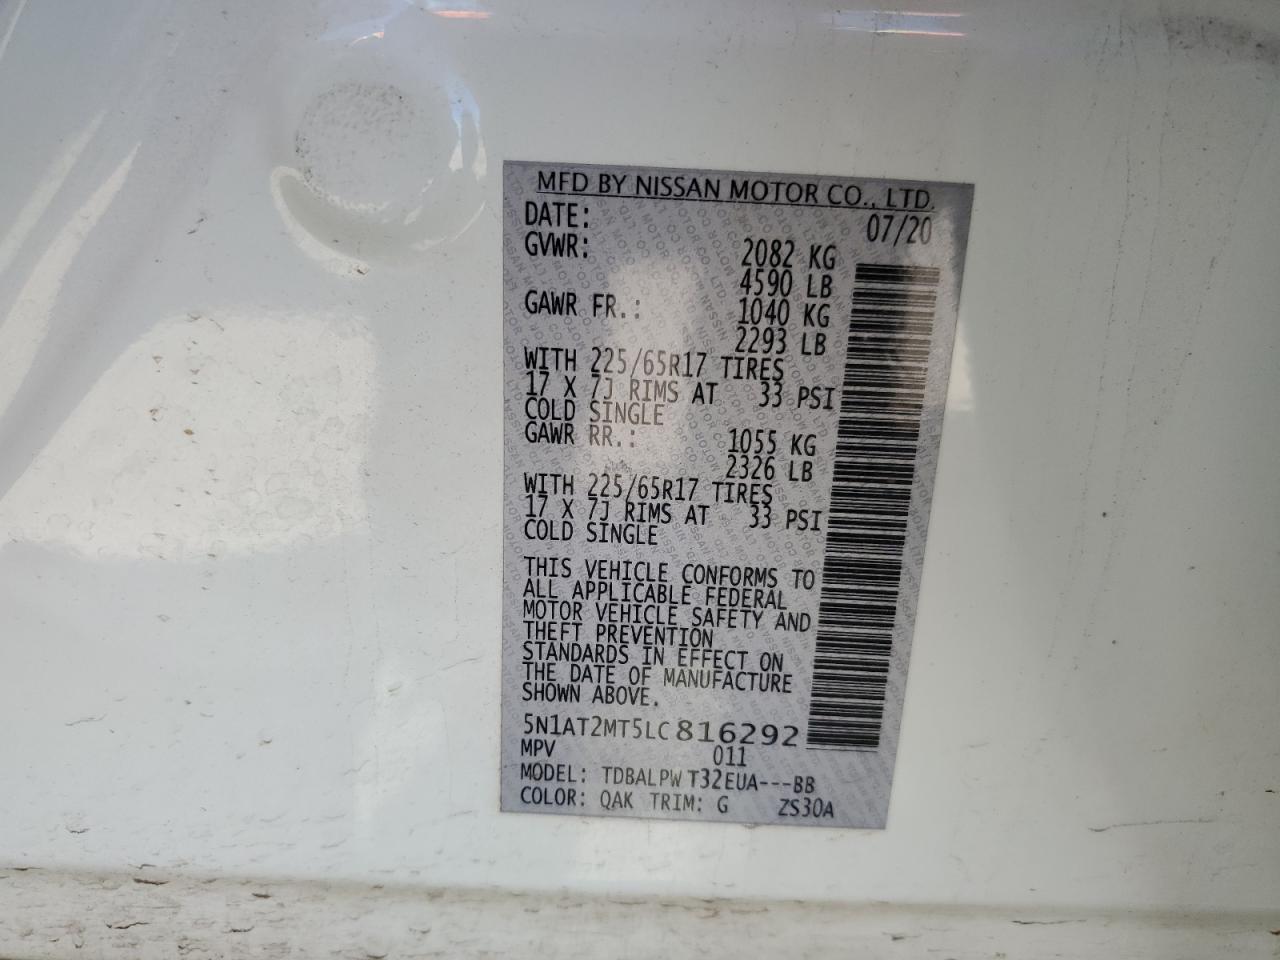 MFD BY NISSAN MOTOR CO., LTD.
DATE: 07/20
GVWR: 2082 KG
4590 LB
GAWR FR.: 1040 KG
2293 LB
WITH 225/65R17 TIRES
17 X 7J RIMS AT 33 PSI
COLD SINGLE
GAWR RR.: 1055 KG
2326 LB
WITH 225/65R17 TIRES
17 X 7J RIMS AT 33 PSI
COLD SINGLE
THIS VEHICLE CONFORMS TO
ALL APPLICABLE FEDERAL
MOTOR VEHICLE SAFETY AND
THEFT PREVENTION
STANDARDS IN EFFECT ON
THE DATE OF MANUFACTURE
SHOWN ABOVE.
5N1AT2MT5LC816292
MPV 011
MODEL: TDBALPW T32EUA---BB
COLOR: QAK TRIM: G ZS30A